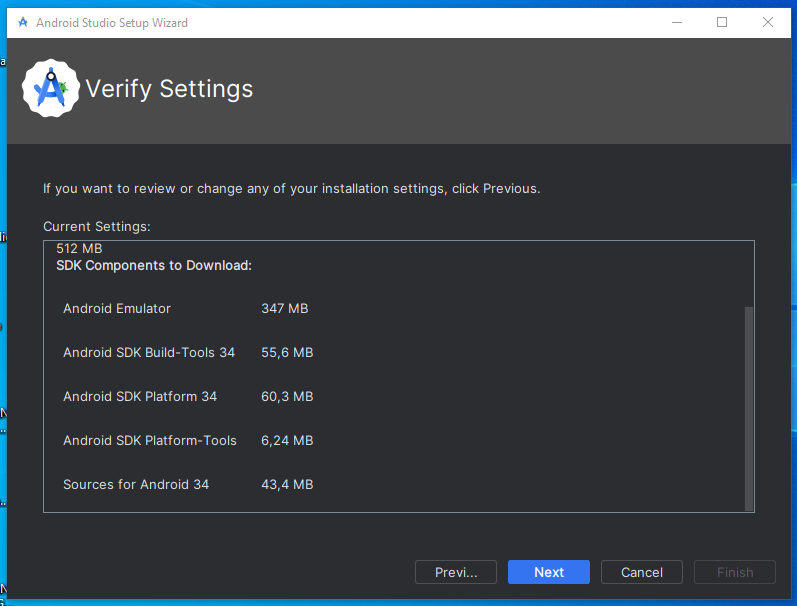 Android Studio Setup Wizard
Verify Settings
If you want to review or change any of your installation settings, click Previous.
Current Settings:
512 MB
SDK Components to Download:
Android Emulator 347 MB
Android SDK Build-Tools 34 55,6 MB
Android SDK Platform 34 60,3 MB
Android SDK Platform-Tools 6,24 MB
Sources for Android 34 43,4 MB
Previ... Next Cancel Finish